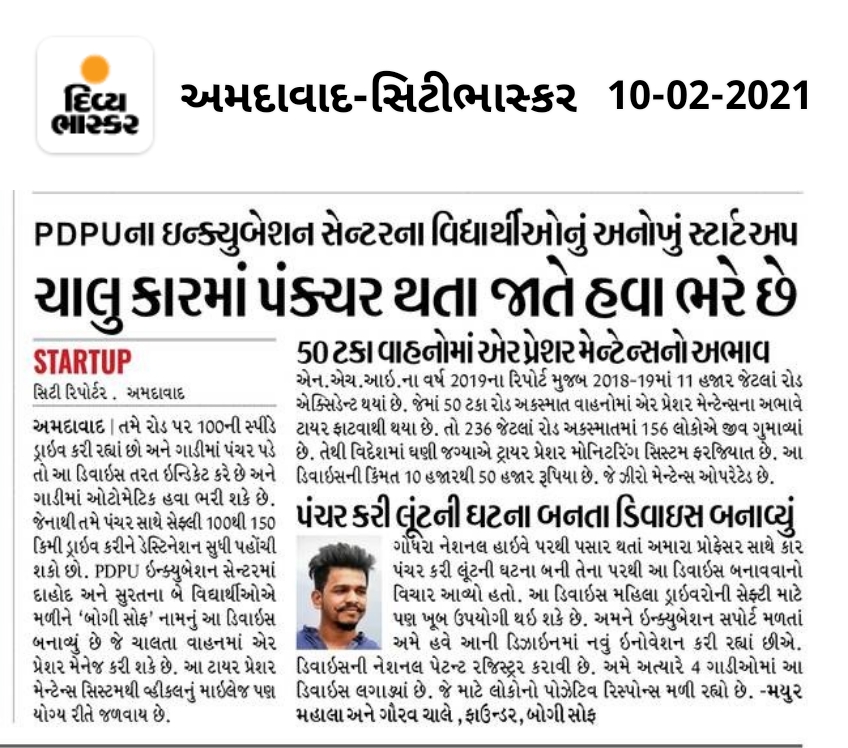 દિવ્ય
ભાસ્કર
અમદાવાદ-સિટીભાસ્કર 10-02-2021
PDPUના ઇન્ક્યુબેશન સેન્ટરના વિદ્યાર્થીઓનું અનોખું સ્ટાર્ટઅપ
ચાલુ કારમાં પંક્ચર થતા જાતે હવા ભરે છે
STARTUP
સિટી રિપોર્ટર . અમદાવાદ
અમદાવાદ | તમે રોડ પર 100ની સ્પીડે
ડ્રાઇવ કરી રહ્યાં છો અને ગાડીમાં પંચર પડે
તો આ ડિવાઇસ તરત ઇન્ડિકેટ કરે છે અને
ગાડીમાં ઓટોમેટિક હવા ભરી શકે છે.
જેનાથી તમે પંચર સાથે સેફ્લી 100થી 150
કિમી ડ્રાઇવ કરીને ડેસ્ટિનેશન સુધી પહોંચી
શકો છો. PDPU ઇન્ક્યુબેશન સેન્ટરમાં
દાહોદ અને સુરતના બે વિદ્યાર્થીઓએ
મળીને ‘બોગી સોફ’ નામનું આ ડિવાઇસ
બનાવ્યું છે જે ચાલતા વાહનમાં એર
પ્રેશર મેનેજ કરી શકે છે. આ ટાયર પ્રેશર
મેન્ટેન્સ સિસ્ટમથી વ્હીકલનું માઇલેજ પણ
યોગ્ય રીતે જળવાય છે.
50 ટકા વાહનોમાં એર પ્રેશર મેન્ટેન્સનો અભાવ
એન.એચ.આઇ.ના વર્ષ 2019ના રિપોર્ટ મુજબ 2018-19માં 11 હજાર જેટલાં રોડ
એક્સિડેન્ટ થયાં છે. જેમાં 50 ટકા રોડ અકસ્માત વાહનોમાં એર પ્રેશર મેન્ટેન્સના અભાવે
ટાયર ફાટવાથી થયા છે. તો 236 જેટલાં રોડ અકસ્માતમાં 156 લોકોએ જીવ ગુમાવ્યાં
છે. તેથી વિદેશમાં ઘણી જગ્યાએ ટ્રાયર પ્રેશર મોનિટરિંગ સિસ્ટમ ફરજિયાત છે. આ
ડિવાઇસની કિંમત 10 હજારથી 50 હજાર રૂપિયા છે. જે ઝીરો મેન્ટેન્સ ઓપરેટેડ છે.
પંચર કરી લૂંટની ઘટના બનતા ડિવાઇસ બનાવ્યું
ગોધરા નેશનલ હાઇવે પરથી પસાર થતાં અમારા પ્રોફેસર સાથે કાર
પંચર કરી લૂંટની ઘટના બની તેના પરથી આ ડિવાઇસ બનાવવાનો
વિચાર આવ્યો હતો. આ ડિવાઇસ મહિલા ડ્રાઇવરોની સેફ્ટી માટે
પણ ખૂબ ઉપયોગી થઇ શકે છે. અમને ઇન્ક્યુબેશન સપોર્ટ મળતાં
અમે હવે આની ડિઝાઇનમાં નવું ઇનોવેશન કરી રહ્યાં છીએ.
ડિવાઇસની નેશનલ પેટન્ટ રજિસ્ટ્રર કરાવી છે. અમે અત્યારે 4 ગાડીઓમાં આ
ડિવાઇસ લગાડ્યાં છે. જે માટે લોકોનો પોઝેટિવ રિસ્પોન્સ મળી રહ્યો છે. -મયુર
મહાલા અને ગૌરવ ચાલે , ફાઉન્ડર, બોગી સોફ